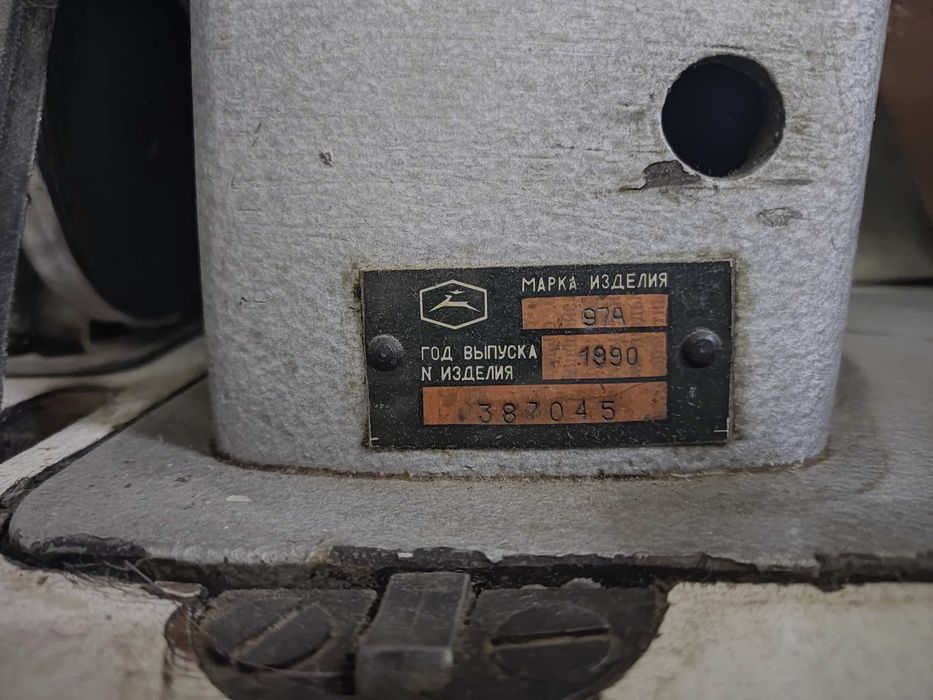 МАРКА ИЗДЕЛИЯ
97А
ГОД ВЫПУСКА 1990
N ИЗДЕЛИЯ
387045